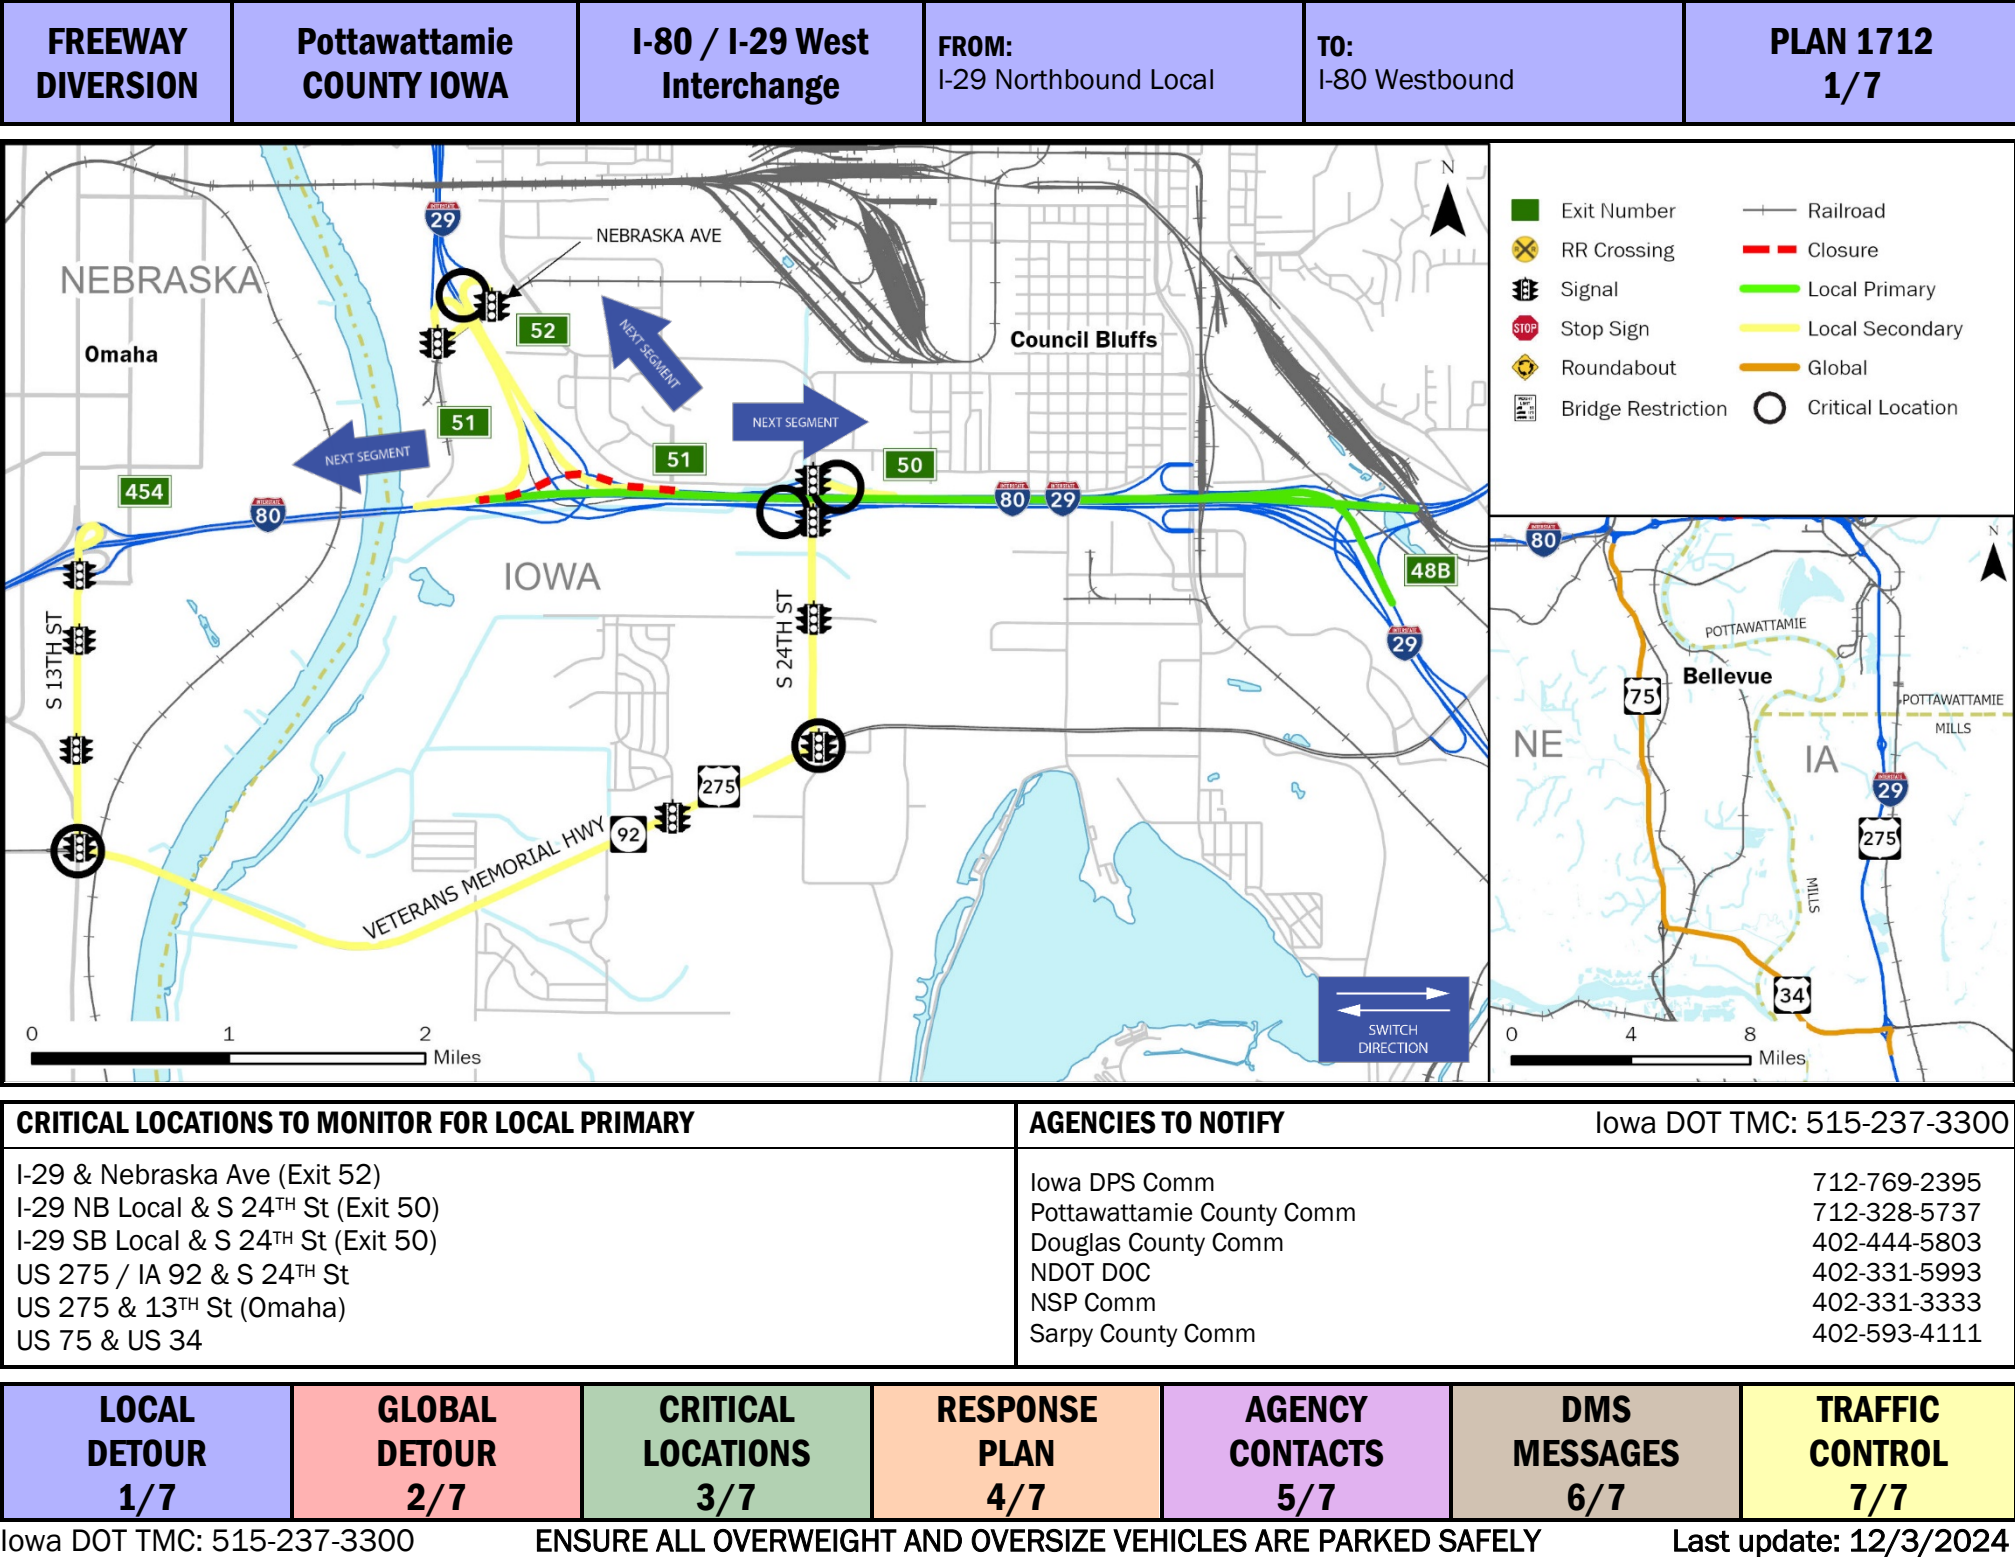 FREEWAY
DIVERSION
Pottawattamie
COUNTY IOWA
I-80 / I-29 West
Interchange
FROM:
I-29 Northbound Local
TO:
I-80 Westbound
PLAN 1712
1/7
NEBRASKA
Omaha
29
NEBRASKA AVE
52
NEXT SEGMENT
51
NEXT SEGMENT
NEXT SEGMENT
Council Bluffs
51
50
454
80
80
29
IOWA
48B
29
S 13TH ST
S 24TH ST
275
92
VETERANS MEMORIAL HWY
0 1 2
Miles
SWITCH
DIRECTION
N
Exit Number
RR Crossing
Signal
STOP
Stop Sign
Roundabout
Bridge Restriction
Railroad
Closure
Local Primary
Local Secondary
Global
Critical Location
80
N
POTTAWATTAMIE
Bellevue
75
POTTAWATTAMIE
MILLS
NE
IA
29
275
MILLS
34
0 4 8
Miles
CRITICAL LOCATIONS TO MONITOR FOR LOCAL PRIMARY
I-29 & Nebraska Ave (Exit 52)
I-29 NB Local & S 24TH St (Exit 50)
I-29 SB Local & S 24TH St (Exit 50)
US 275 / IA 92 & S 24TH St
US 275 & 13TH St (Omaha)
US 75 & US 34
AGENCIES TO NOTIFY Iowa DOT TMC: 515-237-3300
Iowa DPS Comm 712-769-2395
Pottawattamie County Comm 712-328-5737
Douglas County Comm 402-444-5803
NDOT DOC 402-331-5993
NSP Comm 402-331-3333
Sarpy County Comm 402-593-4111
LOCAL
DETOUR
1/7
GLOBAL
DETOUR
2/7
CRITICAL
LOCATIONS
3/7
RESPONSE
PLAN
4/7
AGENCY
CONTACTS
5/7
DMS
MESSAGES
6/7
TRAFFIC
CONTROL
7/7
Iowa DOT TMC: 515-237-3300 ENSURE ALL OVERWEIGHT AND OVERSIZE VEHICLES ARE PARKED SAFELY Last update: 12/3/2024